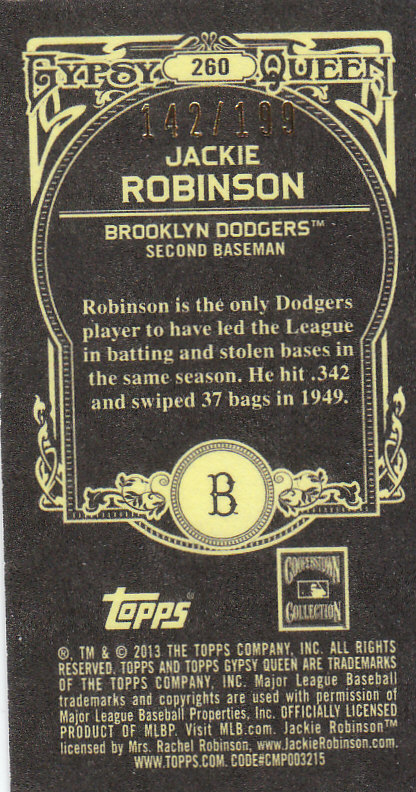 GYPSY 260 QUEEN
142/199
JACKIE
ROBINSON
BROOKLYN DODGERS™
SECOND BASEMAN
Robinson is the only Dodgers
player to have led the League
in batting and stolen bases in
the same season. He hit .342
and swiped 37 bags in 1949.
B
topps®
COOPERSTOWN
COLLECTION
®, TM & © 2013 THE TOPPS COMPANY, INC. ALL RIGHTS
RESERVED. TOPPS AND TOPPS GYPSY QUEEN ARE TRADEMARKS
OF THE TOPPS COMPANY, INC. Major League Baseball
trademarks and copyrights are used with permission of
Major League Baseball Properties, Inc. OFFICIALLY LICENSED
PRODUCT OF MLBP. Visit MLB.com. Jackie Robinson™
licensed by Mrs. Rachel Robinson, www.JackieRobinson.com.
WWW.TOPPS.COM. CODE#CMP003215